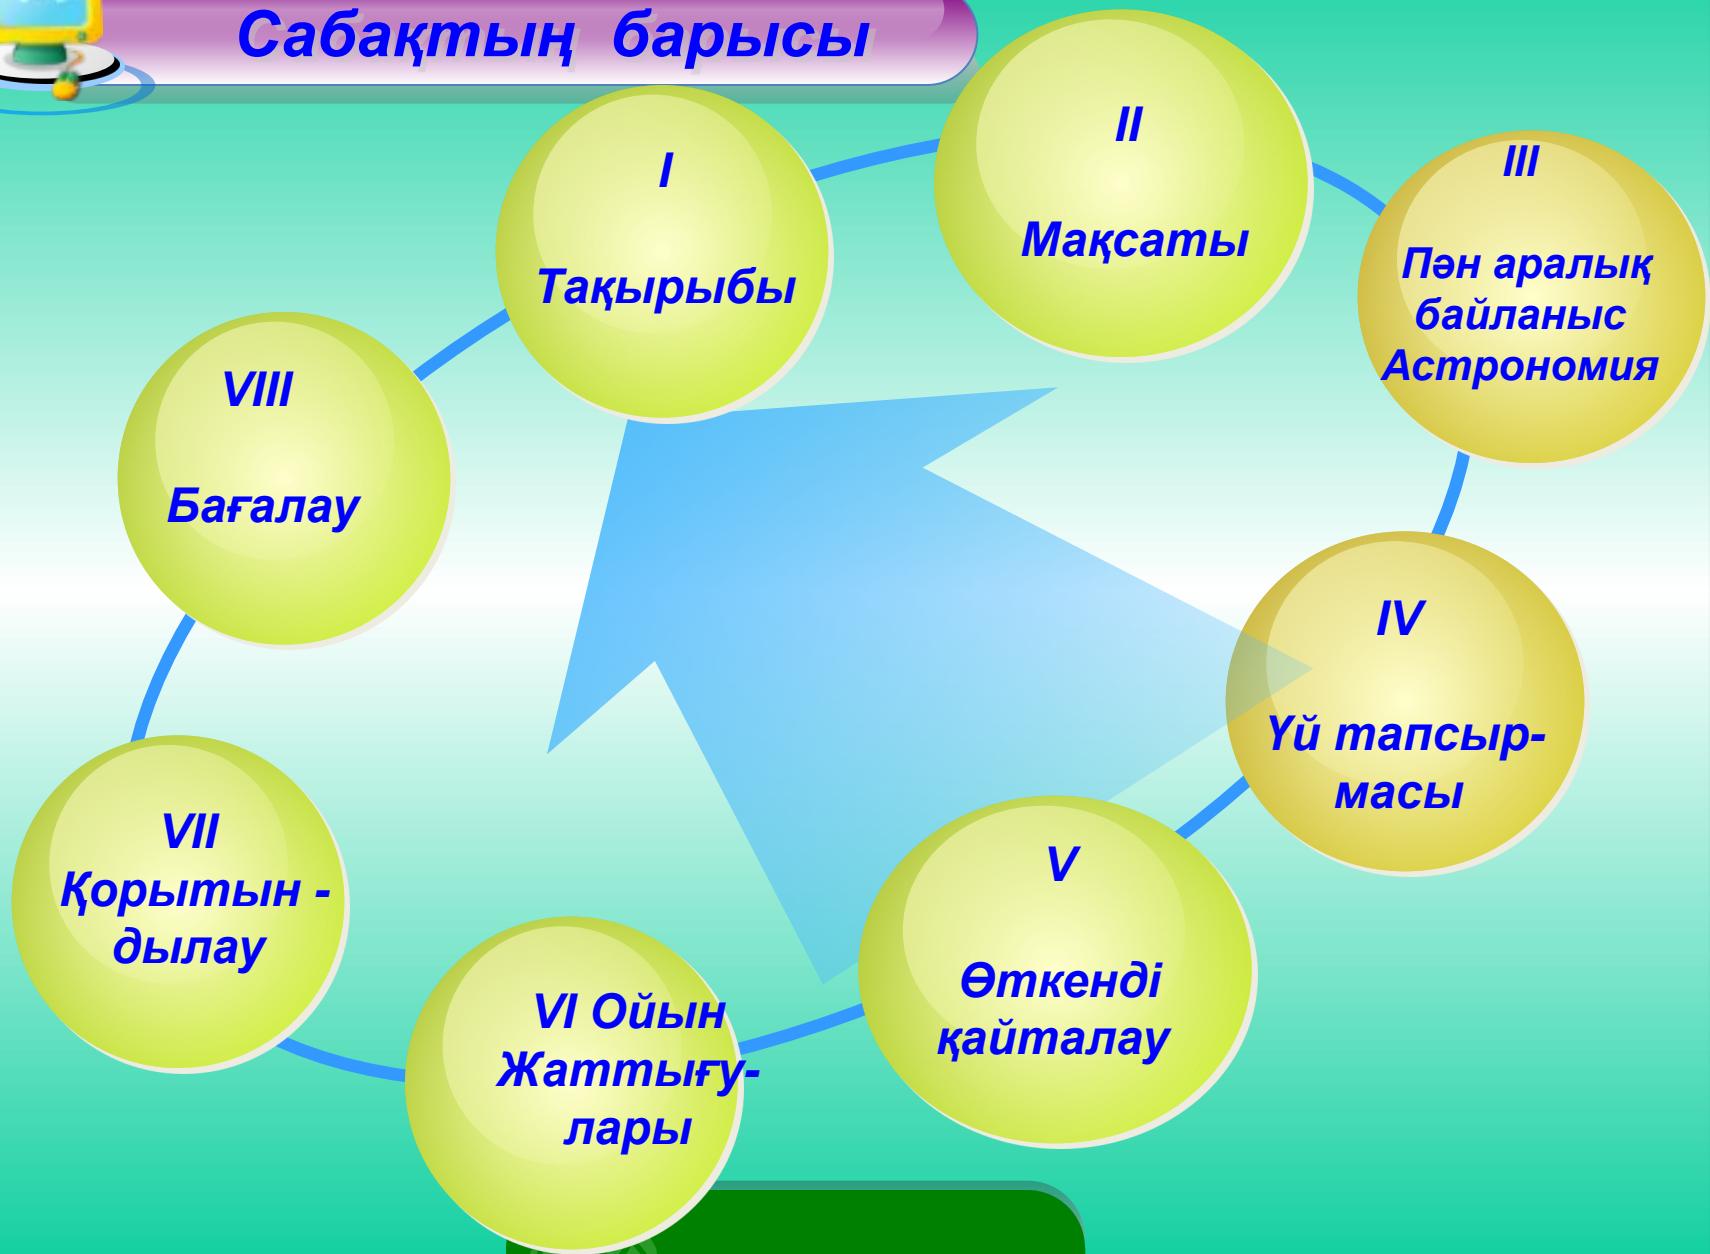 Сабақтың барысы
I
Тақырыбы
II
Мақсаты
III
Пән аралық
байланыс
Астрономия
IV
Үй тапсыр-
масы
V
Өткенді
қайталау
VI Ойын
Жаттығу-
лары
VII
Қорытын -
дылау
VIII
Бағалау